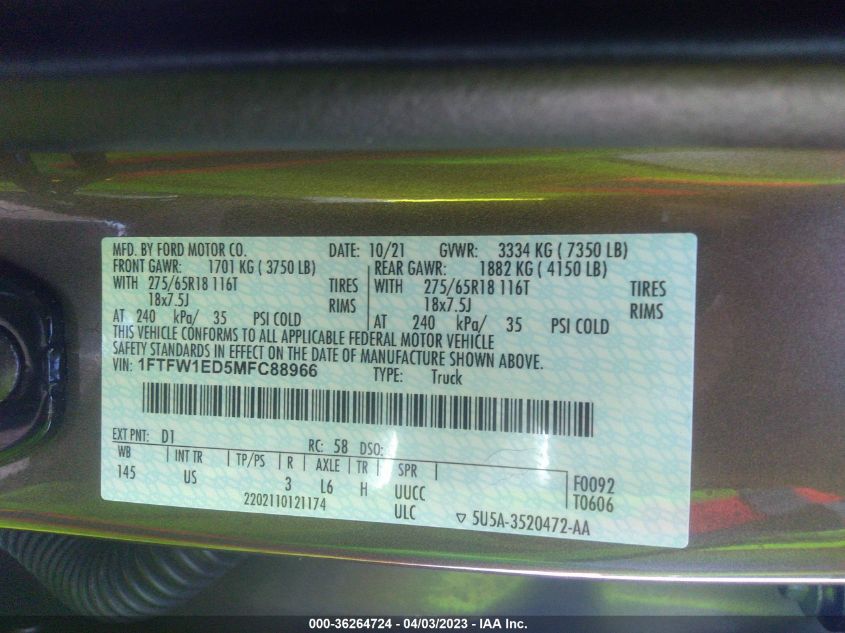 MFD. BY FORD MOTOR CO. DATE: 10/21 GVWR: 3334 KG ( 7350 LB)
FRONT GAWR: 1701 KG ( 3750 LB) REAR GAWR: 1882 KG ( 4150 LB)
WITH 275/65R18 116T TIRES WITH 275/65R18 116T TIRES
18x7.5J RIMS 18x7.5J RIMS
AT 240 kPa/ 35 PSI COLD AT 240 kPa/ 35 PSI COLD
THIS VEHICLE CONFORMS TO ALL APPLICABLE FEDERAL MOTOR VEHICLE
SAFETY STANDARDS IN EFFECT ON THE DATE OF MANUFACTURE SHOWN ABOVE.
VIN: 1FTFW1ED5MFC88966 TYPE: Truck
EXT PNT: D1 RC: 58 DSO:
WB INT TR TP/PS R AXLE TR SPR
145 US 3 L6 H UUCC F0092
2202110121174 ULC T0606
▽ 5U5A-3520472-AA
000-36264724 - 04/03/2023 - IAA Inc.